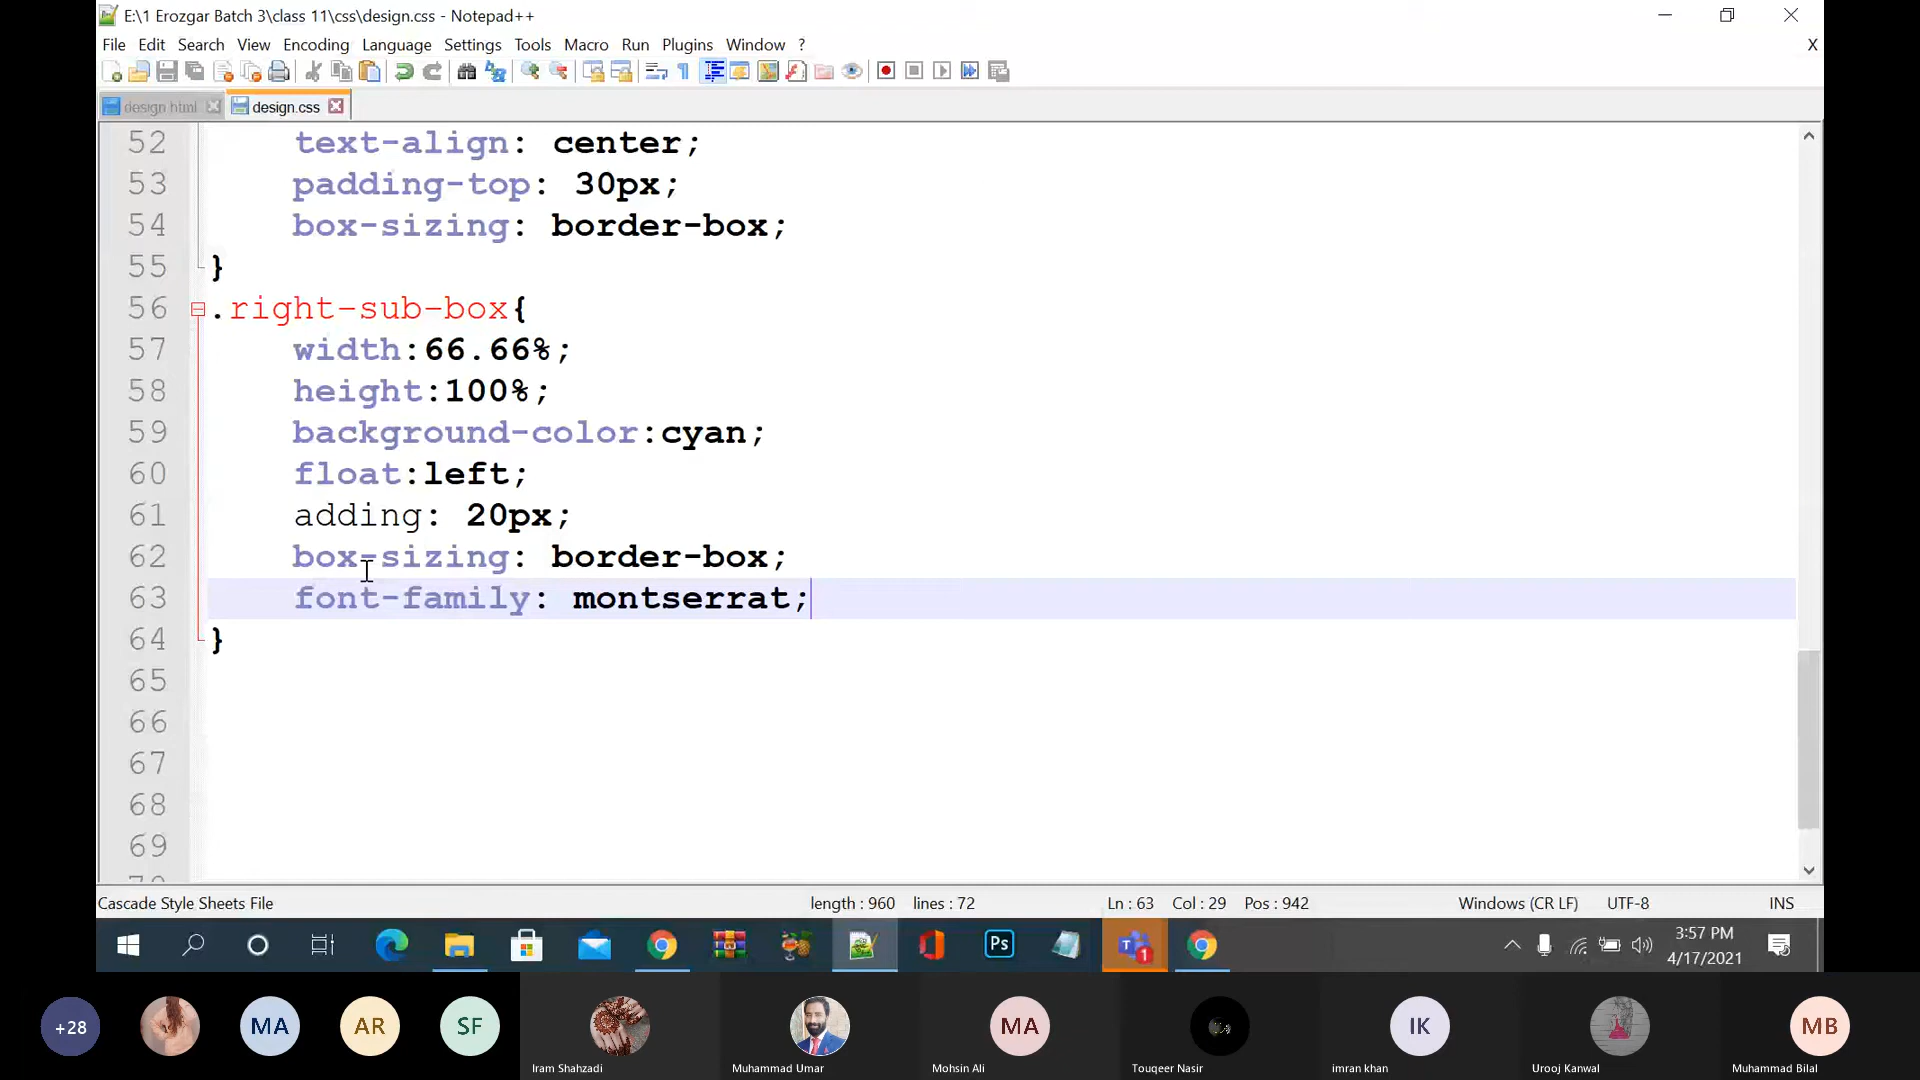 E:\1 Erozgar Batch 3\class 11\css\design.css - Notepad++
File Edit Search View Encoding Language Settings Tools Macro Run Plugins Window ? X
design.html design.css
52 text-align: center;
53 padding-top: 30px;
54 box-sizing: border-box;
55 }
56 .right-sub-box{
57 width:66.66%;
58 height:100%;
59 background-color:cyan;
60 float:left;
61 adding: 20px;
62 box-sizing: border-box;
63 font-family: montserrat;
64 }
65
66
67
68
69
Cascade Style Sheets File length : 960 lines : 72 Ln : 63 Col : 29 Pos : 942 Windows (CR LF) UTF-8 INS
Ps 1 3:57 PM
4/17/2021
+28 MA AR SF MA IK MB
Iram Shahzadi Muhammad Umar Mohsin Ali Touqeer Nasir imran khan Urooj Kanwal Muhammad Bilal